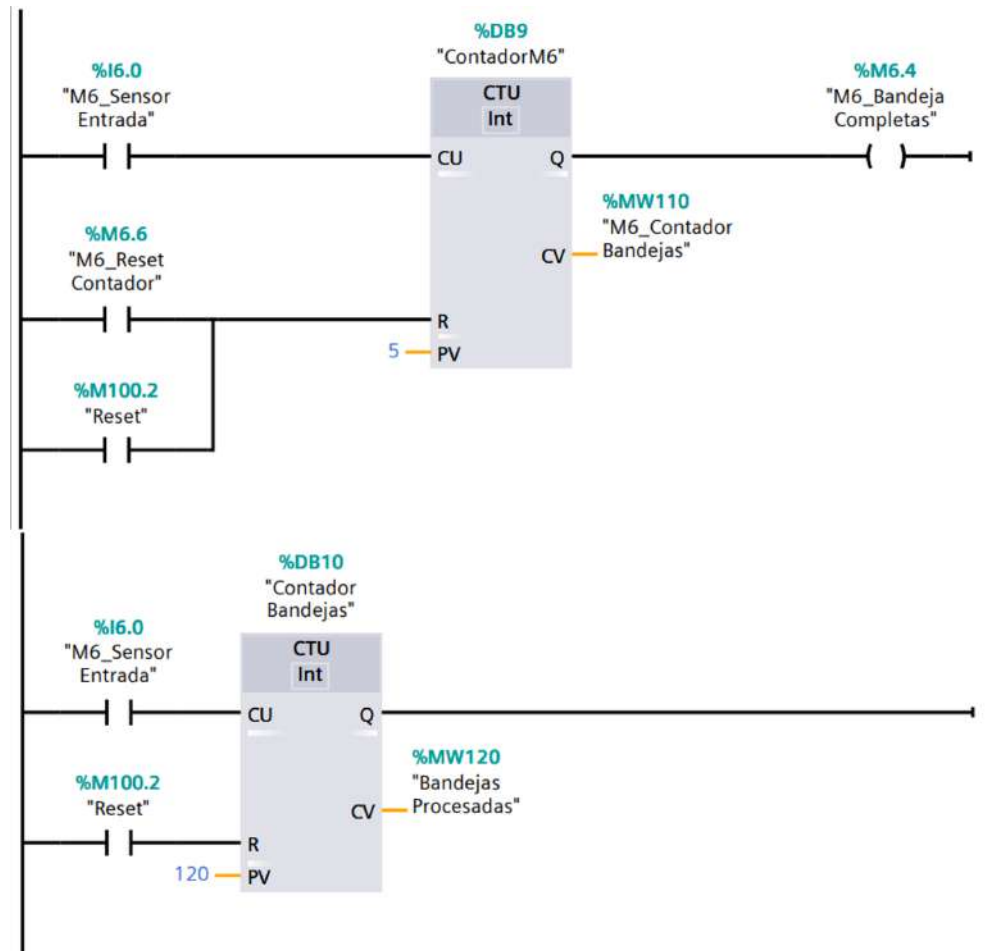 %DB9
"ContadorM6"
%I6.0
"M6_Sensor
Entrada"
CTU
Int
%M6.4
"M6_Bandeja
Completas"
CU
Q
%MW110
"M6_Contador
Bandejas"
CV
%M6.6
"M6_Reset
Contador"
R
5
PV
%M100.2
"Reset"
%DB10
"Contador
Bandejas"
%I6.0
"M6_Sensor
Entrada"
CTU
Int
CU
Q
%MW120
"Bandejas
Procesadas"
CV
%M100.2
"Reset"
R
120
PV